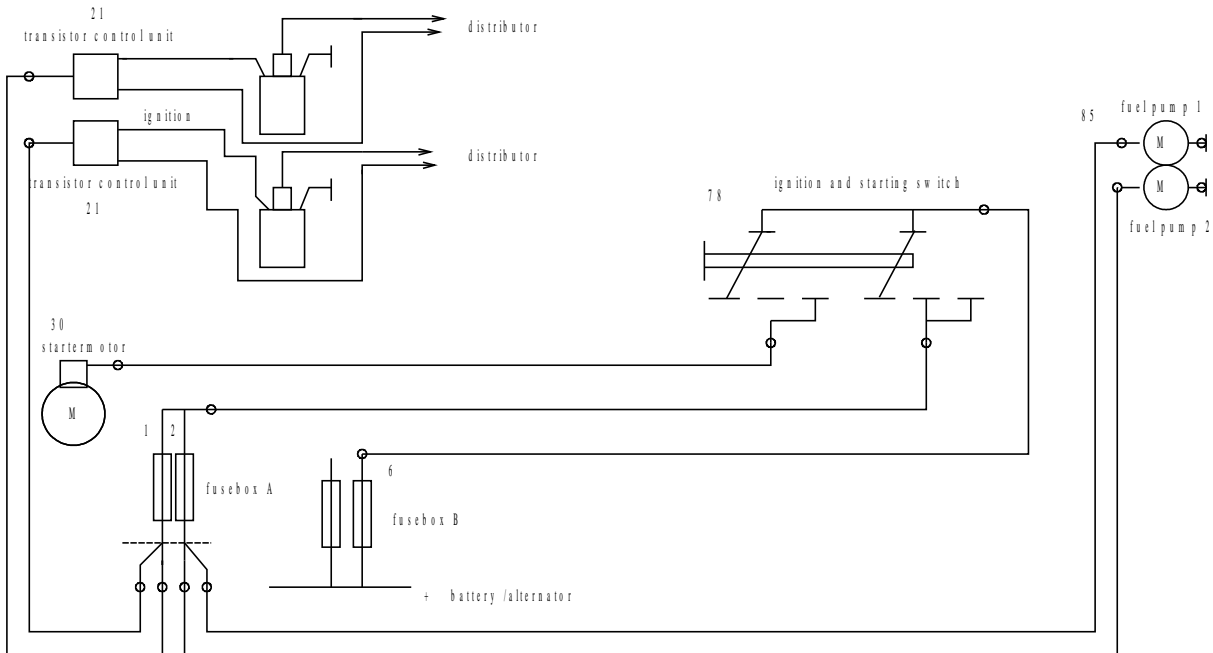 21
transistor control unit
distributor
ignition
distributor
transistor control unit
21
85
fuelpump 1
M
M
fuelpump 2
78
ignition and starting switch
30
startermotor
M
1 2
fusebox A
6
fusebox B
+ battery /alternator